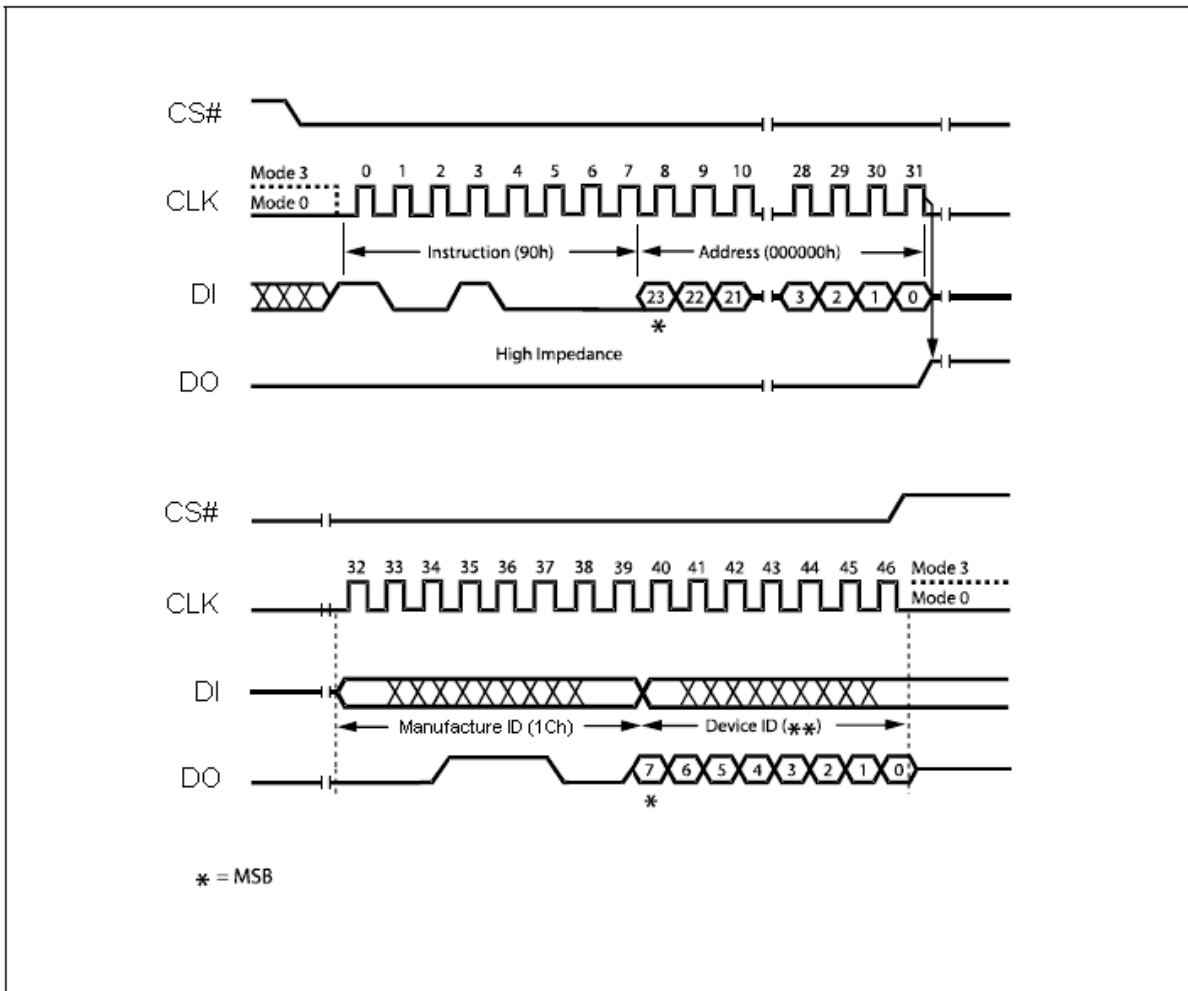 CS#
Mode 3 0 1 2 3 4 5 6 7 8 9 10 28 29 30 31
CLK Mode 0
Instruction (90h) Address (000000h)
DI 23 22 21 3 2 1 0
*
High Impedance
DO
CS#
32 33 34 35 36 37 38 39 40 41 42 43 44 45 46 Mode 3
CLK Mode 0
DI
Manufacture ID (1Ch) Device ID (**)
DO 7 6 5 4 3 2 1 0
*
* = MSB